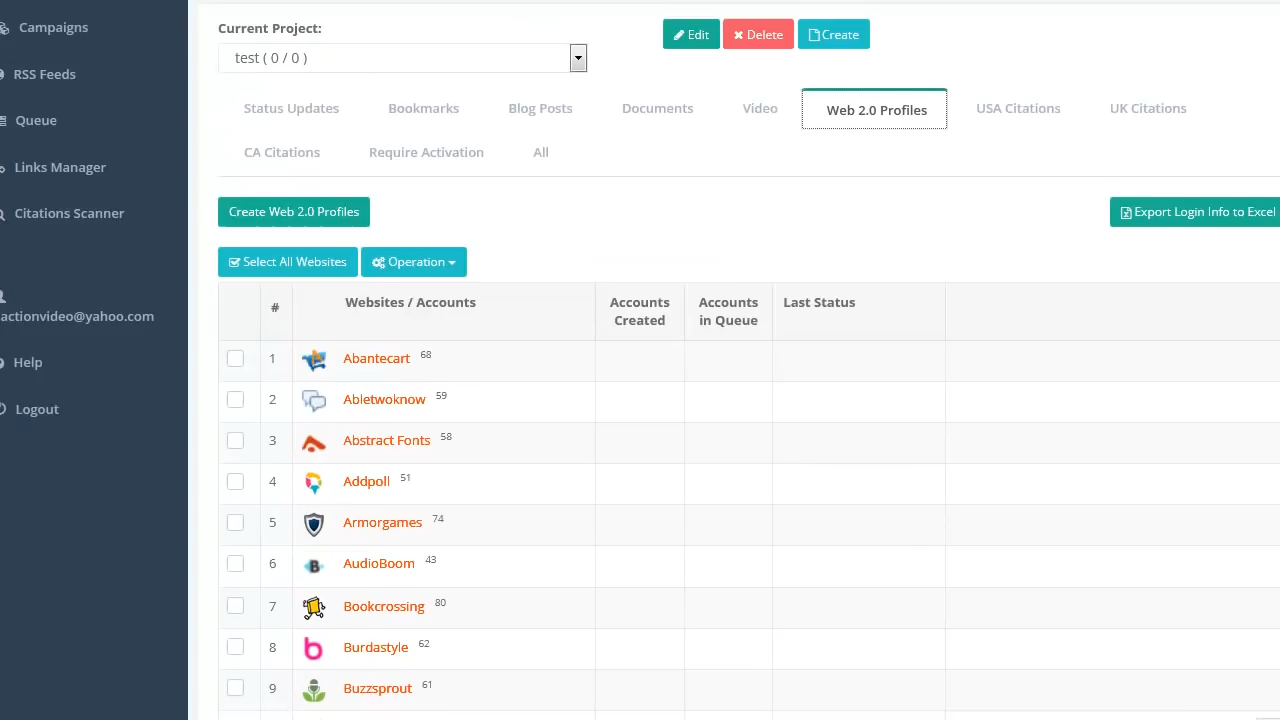 Campaigns
RSS Feeds
Queue
Links Manager
Citations Scanner
actionvideo@yahoo.com
Help
Logout
Current Project:
test ( 0 / 0 )
Edit
Delete
Create
Status Updates
Bookmarks
Blog Posts
Documents
Video
Web 2.0 Profiles
USA Citations
UK Citations
CA Citations
Require Activation
All
Create Web 2.0 Profiles
Export Login Info to Excel
Select All Websites
Operation
# Websites / Accounts Accounts Created Accounts in Queue Last Status
1 Abantecart 68
2 Abletwoknow 59
3 Abstract Fonts 58
4 Addpoll 51
5 Armorgames 74
6 AudioBoom 43
7 Bookcrossing 80
8 Burdastyle 62
9 Buzzsprout 61